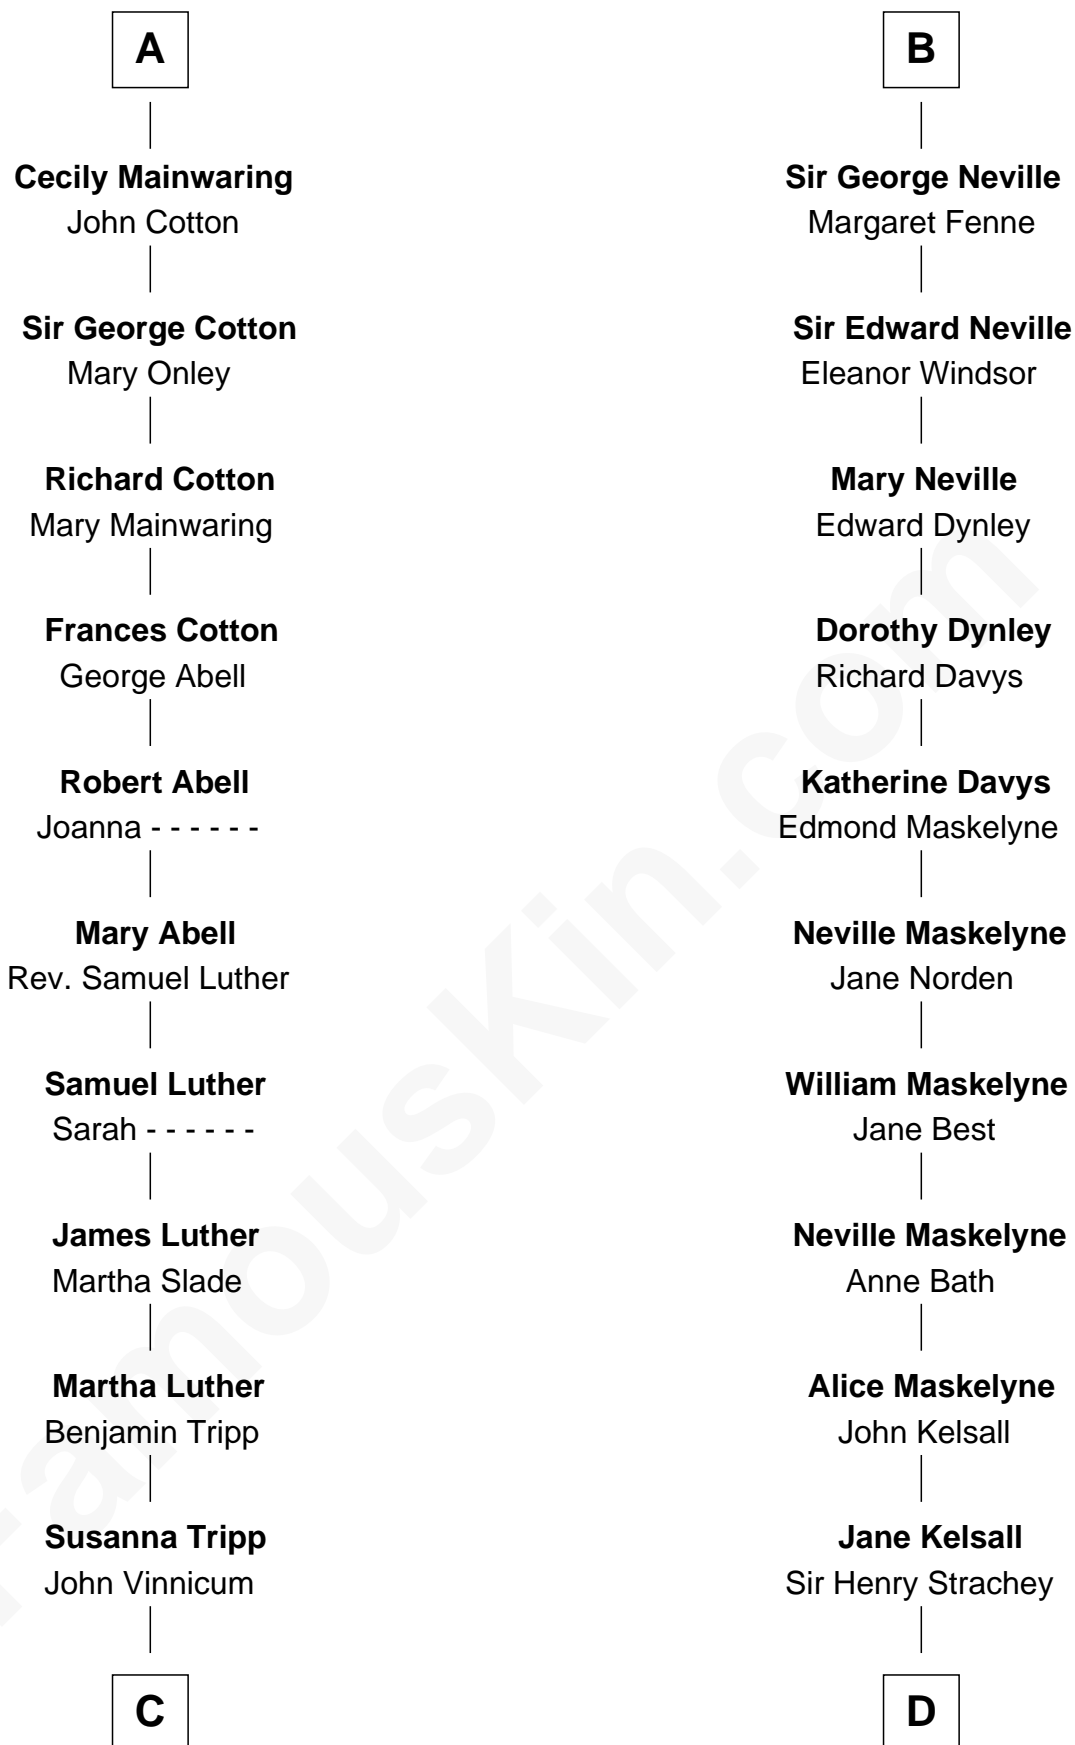 A
Cecily Mainwaring
John Cotton
Sir George Cotton
Mary Onley
Richard Cotton
Mary Mainwaring
Frances Cotton
George Abell
Robert Abell
Joanna - - - - - -
Mary Abell
Rev. Samuel Luther
Samuel Luther
Sarah - - - - - -
James Luther
Martha Slade
Martha Luther
Benjamin Tripp
Susanna Tripp
John Vinnicum
C
B
Sir George Neville
Margaret Fenne
Sir Edward Neville
Eleanor Windsor
Mary Neville
Edward Dynley
Dorothy Dynley
Richard Davys
Katherine Davys
Edmond Maskelyne
Neville Maskelyne
Jane Norden
William Maskelyne
Jane Best
Neville Maskelyne
Anne Bath
Alice Maskelyne
John Kelsall
Jane Kelsall
Sir Henry Strachey
D
FamousKin.com